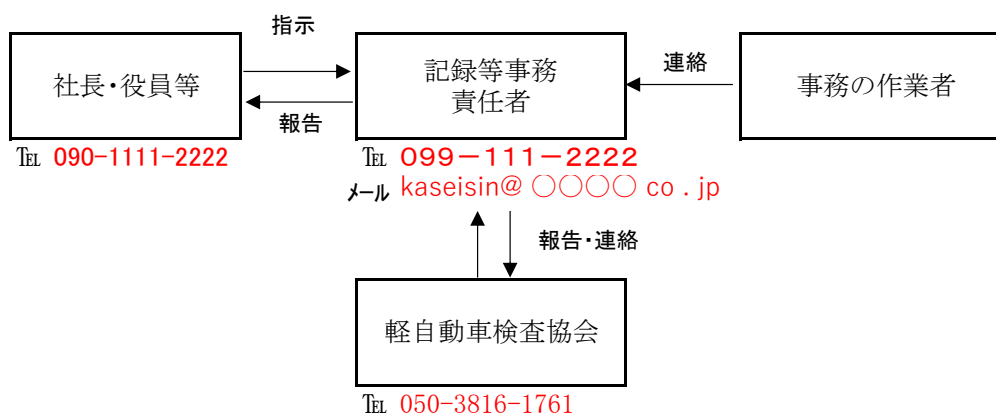 指示
社長・役員等
記録等事務
責任者
連絡
事務の作業者
報告
℡ 090-1111-2222
℡ 099－111－2222
メール kaseisin@ ○○○○ co . jp
報告・連絡
軽自動車検査協会
℡ 050-3816-1761